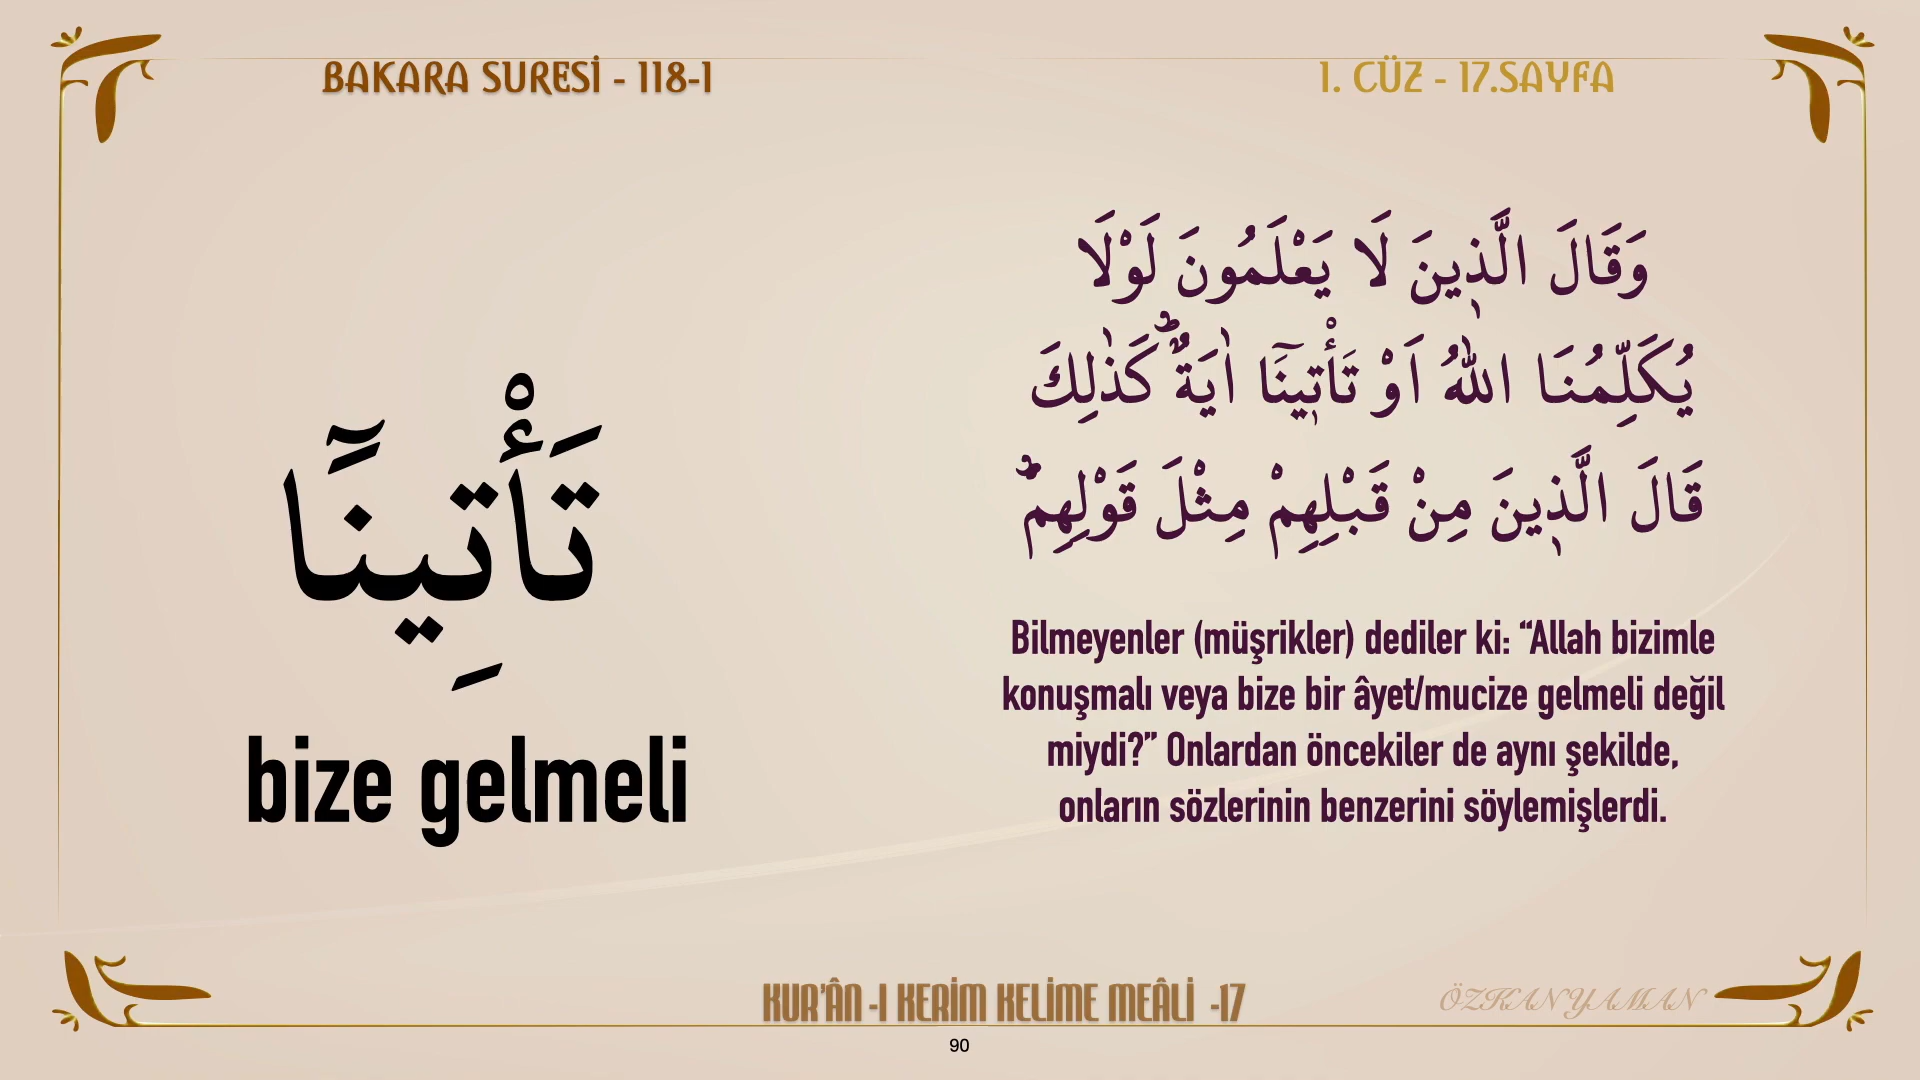 BAKARA SURESİ - 118-1
1. CÜZ - 17.SAYFA
تَأْتٖينَٓا
bize gelmeli
وَقَالَ الَّذٖينَ لَا يَعْلَمُونَ لَوْلَا
يُكَلِّمُنَا اللّٰهُ اَوْ تَأْتٖينَٓا اٰيَةٌؕ كَذٰلِكَ
قَالَ الَّذٖينَ مِنْ قَبْلِهِمْ مِثْلَ قَوْلِهِمْؕ
Bilmeyenler (müşrikler) dediler ki: “Allah bizimle
konuşmalı veya bize bir âyet/mucize gelmeli değil
miydi?” Onlardan öncekiler de aynı şekilde,
onların sözlerinin benzerini söylemişlerdi.
KUR’ÂN -I KERİM KELİME MEÂLİ -17
ÖZKAN YAMAN
90